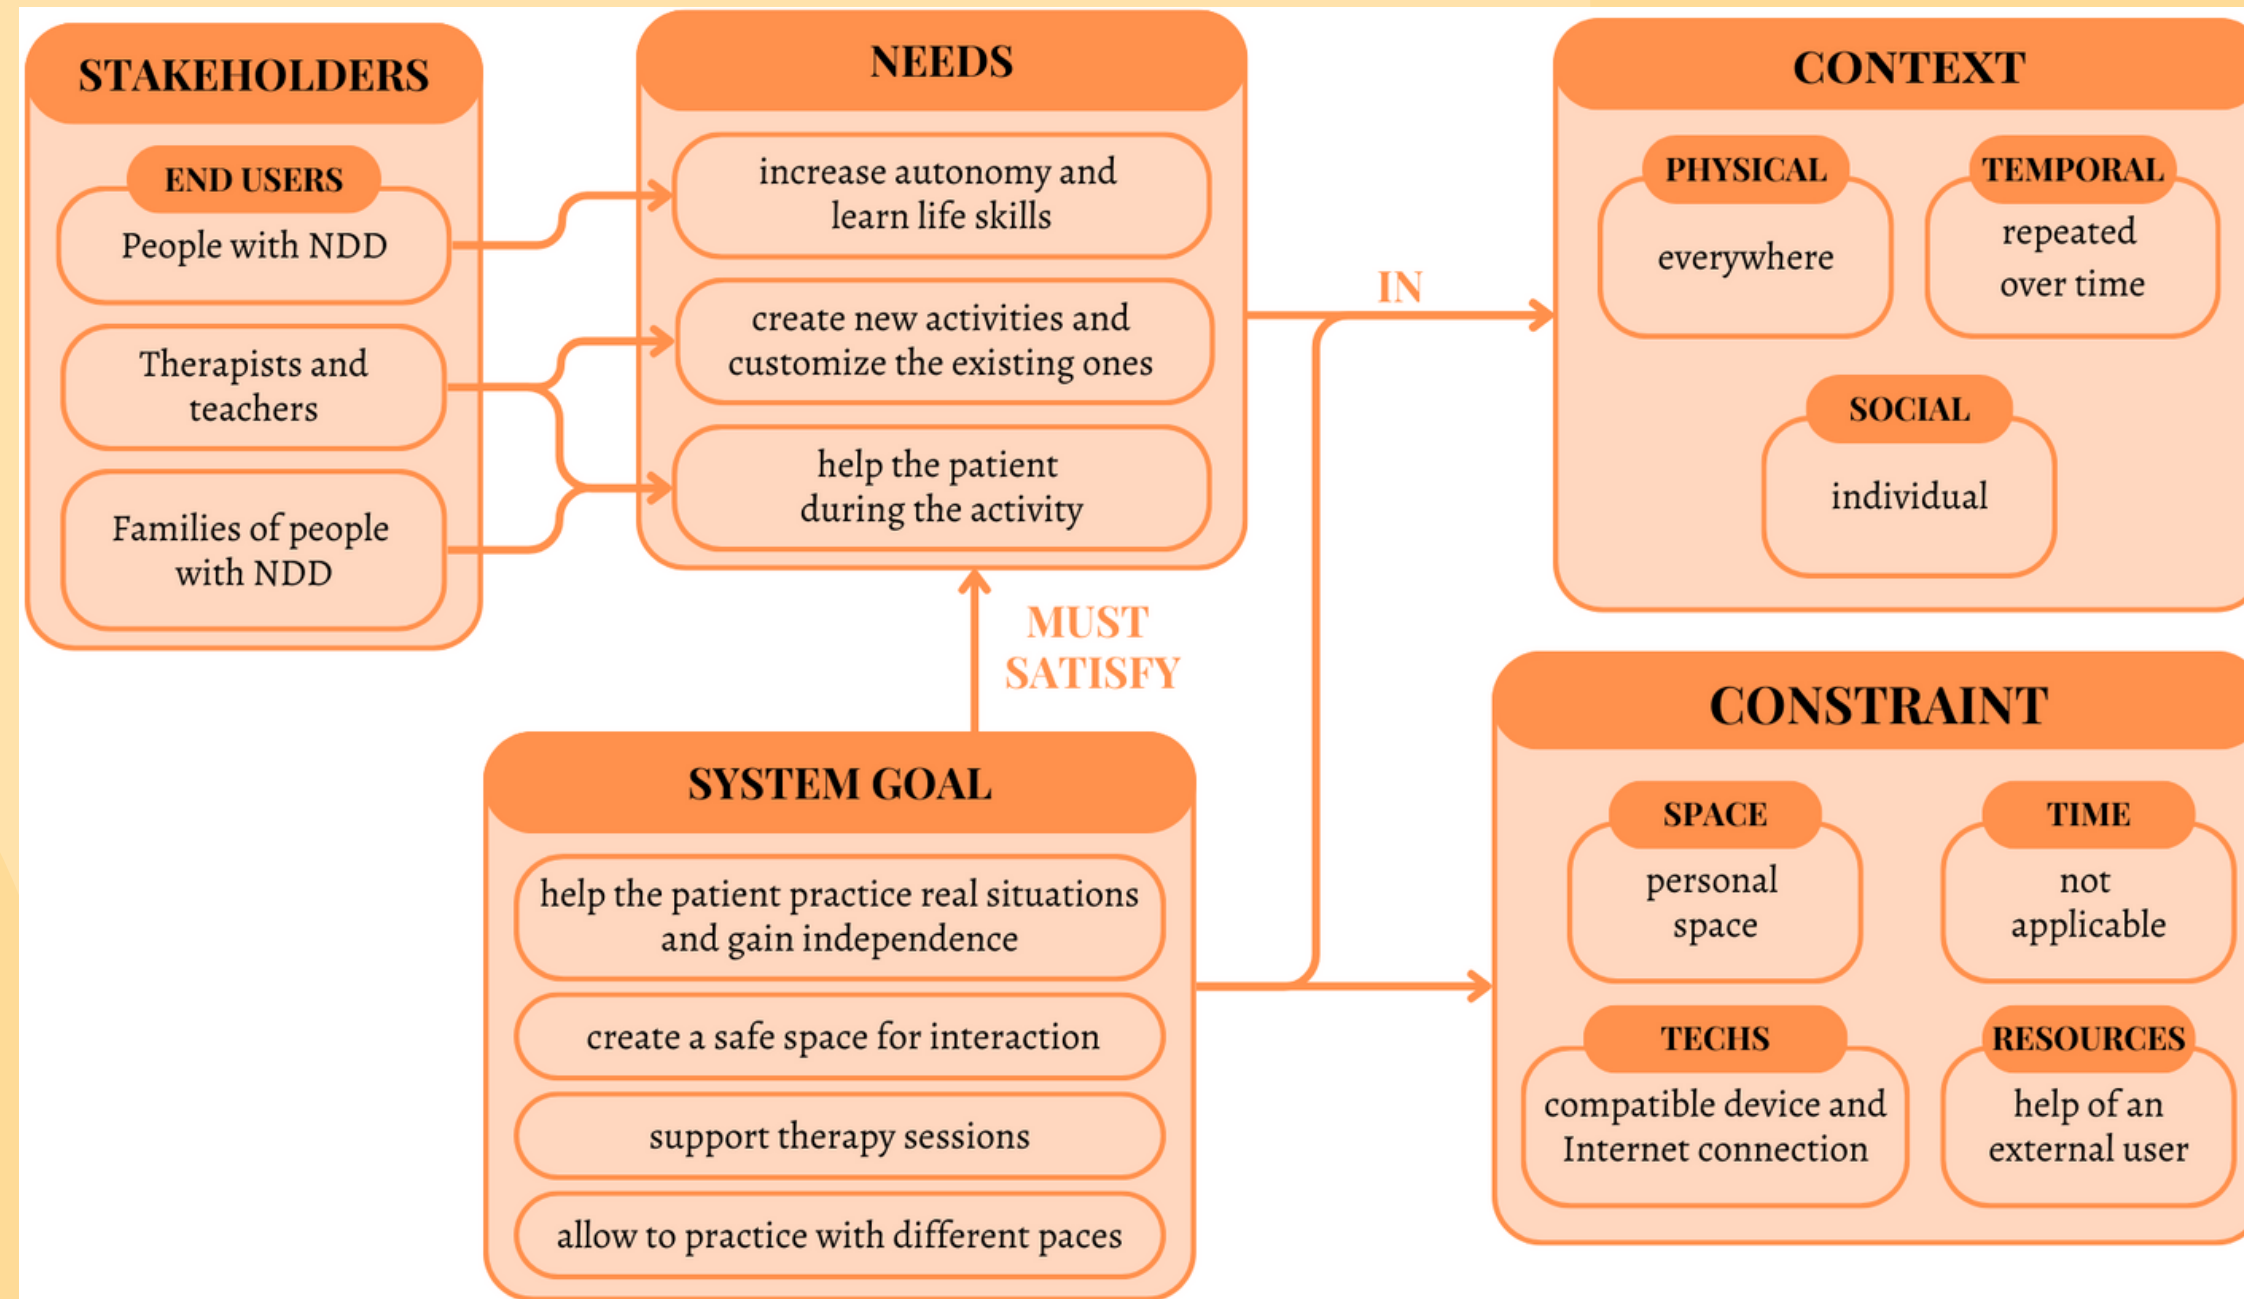 STAKEHOLDERS
END USERS
People with NDD
Therapists and
teachers
Families of people
with NDD
NEEDS
increase autonomy and
learn life skills
create new activities and
customize the existing ones
help the patient
during the activity
MUST
SATISFY
SYSTEM GOAL
help the patient practice real situations
and gain independence
create a safe space for interaction
support therapy sessions
allow to practice with different paces
IN
CONTEXT
PHYSICAL
everywhere
TEMPORAL
repeated
over time
SOCIAL
individual
CONSTRAINT
SPACE
personal
space
TIME
not
applicable
TECHS
compatible device and
Internet connection
RESOURCES
help of an
external user